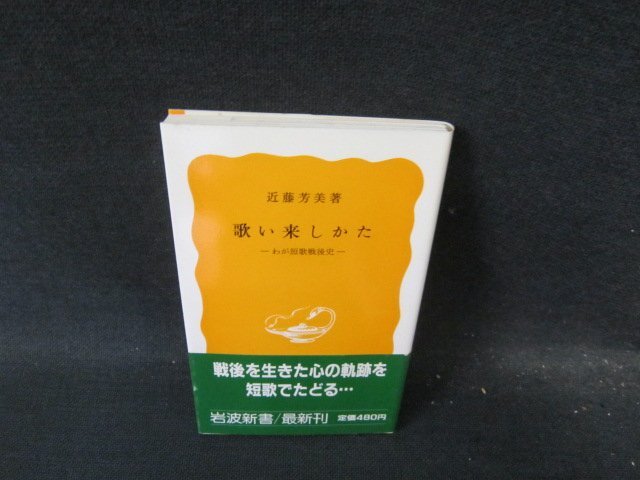 近藤芳美著
歌い来しかた
―わが短歌戦後史―
戦後を生きた心の軌跡を
短歌でたどる…
岩波新書/最新刊 定価480円